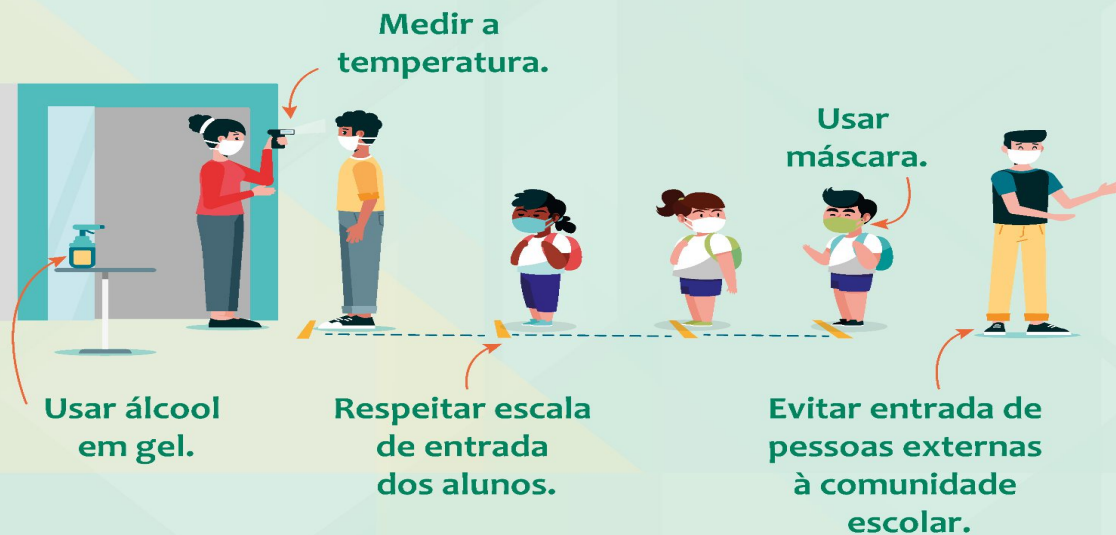 Medir a
temperatura.
Usar
máscara.
Usar álcool
em gel.
Respeitar escala
de entrada
dos alunos.
Evitar entrada de
pessoas externas
à comunidade
escolar.